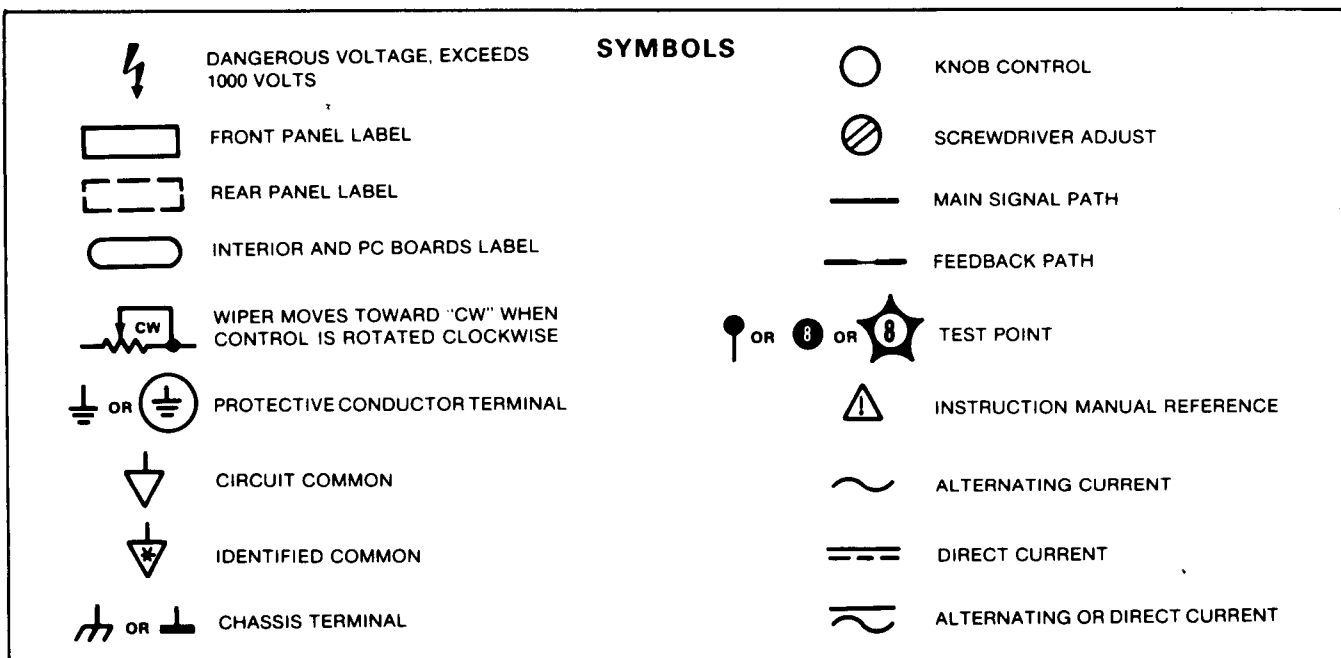 SYMBOLS
DANGEROUS VOLTAGE, EXCEEDS
1000 VOLTS
FRONT PANEL LABEL
REAR PANEL LABEL
INTERIOR AND PC BOARDS LABEL
CW
WIPER MOVES TOWARD "CW" WHEN
CONTROL IS ROTATED CLOCKWISE
OR
PROTECTIVE CONDUCTOR TERMINAL
CIRCUIT COMMON
IDENTIFIED COMMON
OR
CHASSIS TERMINAL
KNOB CONTROL
SCREWDRIVER ADJUST
MAIN SIGNAL PATH
FEEDBACK PATH
OR 8 OR 8
TEST POINT
!
INSTRUCTION MANUAL REFERENCE
ALTERNATING CURRENT
DIRECT CURRENT
ALTERNATING OR DIRECT CURRENT